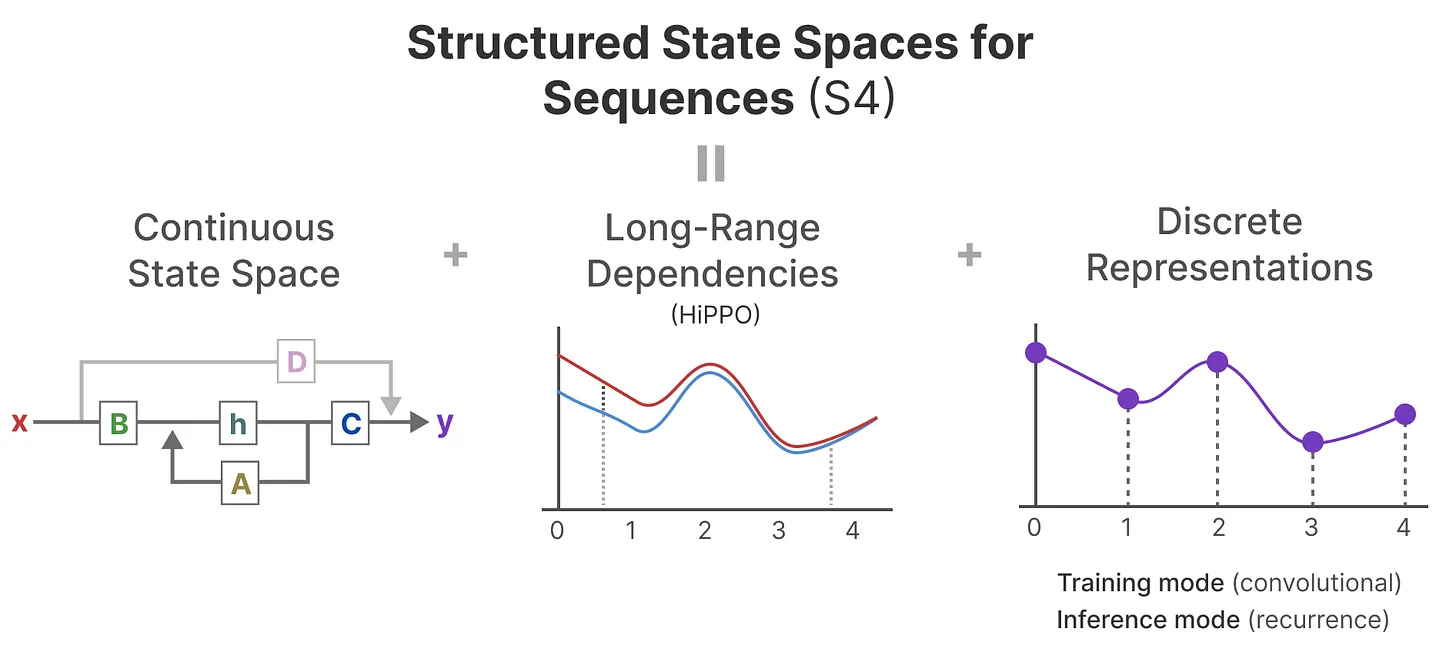 Structured State Spaces for
Sequences (S4)
=
Continuous
State Space
+
Long-Range
Dependencies
(HiPPO)
+
Discrete
Representations
D
x
B
h
C
y
A
0 1 2 3 4
0 1 2 3 4
Training mode (convolutional)
Inference mode (recurrence)